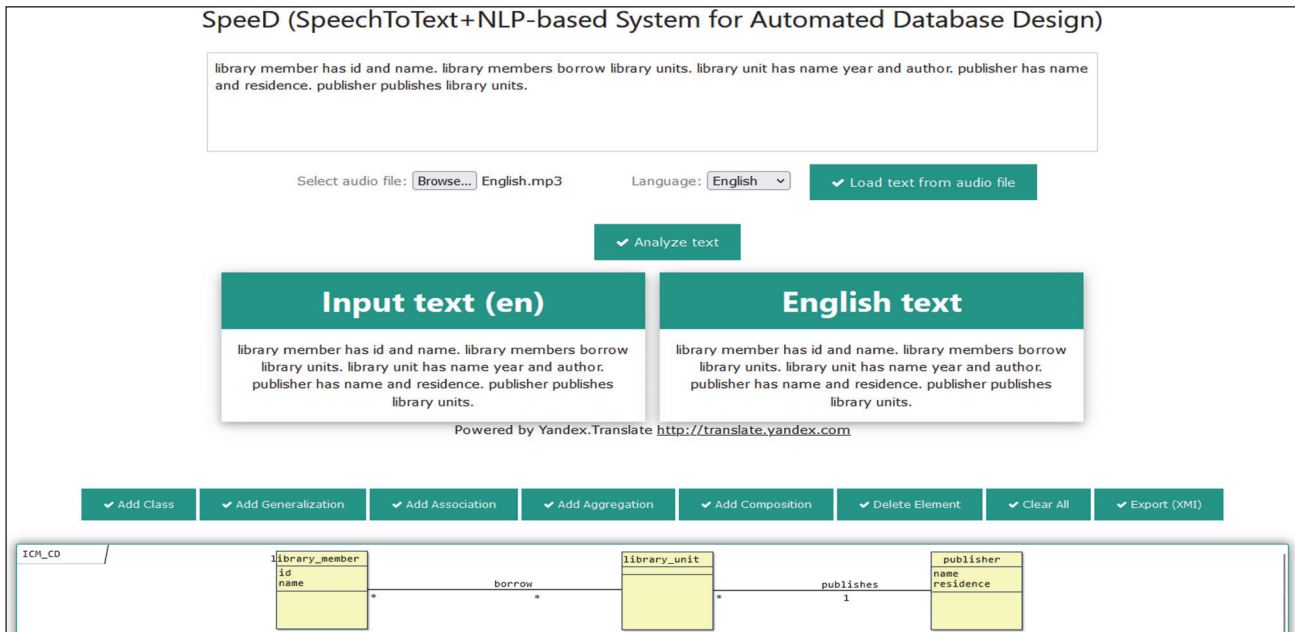 SpeeD (SpeechToText+NLP-based System for Automated Database Design)
library member has id and name. library members borrow library units. library unit has name year and author. publisher has name
and residence. publisher publishes library units.
Select audio file: Browse... English.mp3 Language: English ✔ Load text from audio file
✔ Analyze text
Input text (en)
library member has id and name. library members borrow
library units. library unit has name year and author.
publisher has name and residence. publisher publishes
library units.
English text
library member has id and name. library members borrow
library units. library unit has name year and author.
publisher has name and residence. publisher publishes
library units.
Powered by Yandex.Translate http://translate.yandex.com
✔ Add Class ✔ Add Generalization ✔ Add Association ✔ Add Aggregation ✔ Add Composition ✔ Delete Element ✔ Clear All ✔ Export (XMI)
ICM_CD
library_member
id
name
borrow
* *
library_unit
publishes
* 1
publisher
name
residence